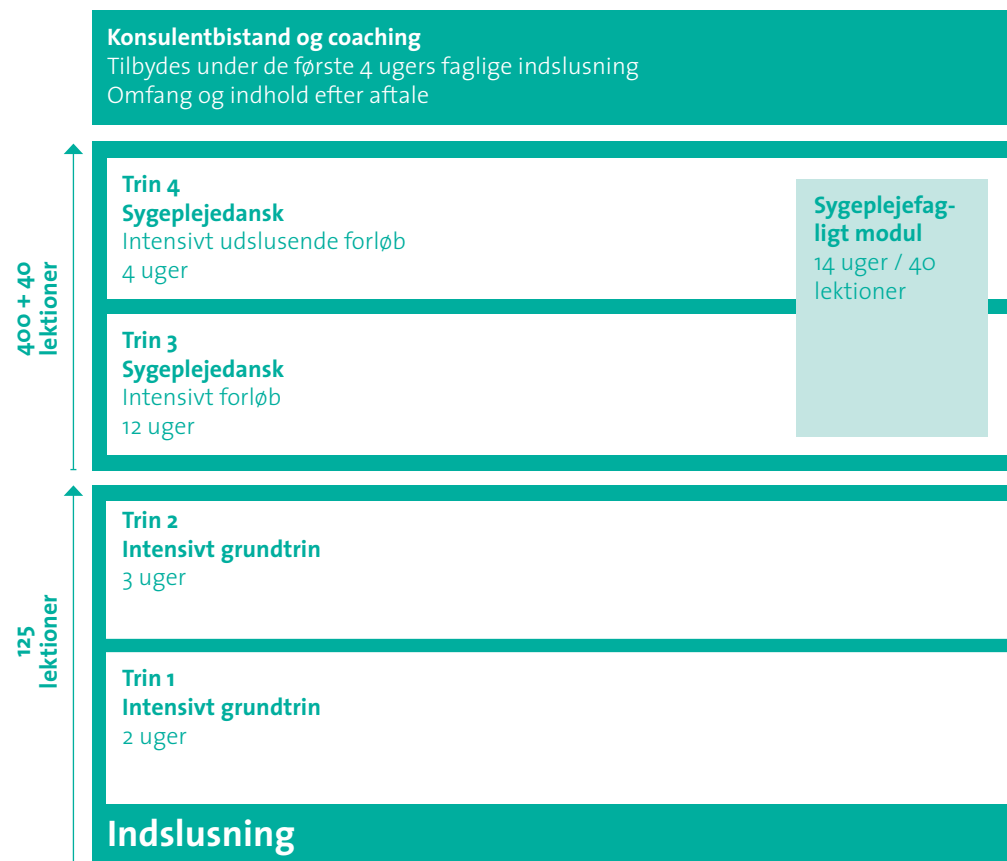 Konsulentbistand og coaching
Tilbydes under de første 4 ugers faglige indslusning
Omfang og indhold efter aftale
400 + 40
lektioner
Trin 4
Sygeplejedansk
Intensivt udslusende forløb
4 uger
Sygeplejefag-
ligt modul
14 uger / 40
lektioner
Trin 3
Sygeplejedansk
Intensivt forløb
12 uger
125
lektioner
Trin 2
Intensivt grundtrin
3 uger
Trin 1
Intensivt grundtrin
2 uger
Indslusning